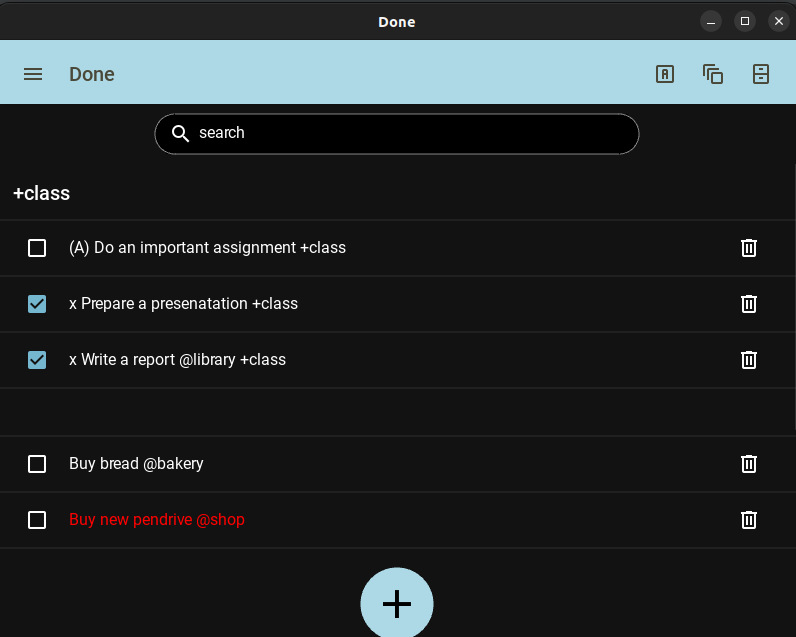 Done
Done
search
+class
(A) Do an important assignment +class
x Prepare a presenatation +class
x Write a report @library +class
Buy bread @bakery
Buy new pendrive @shop